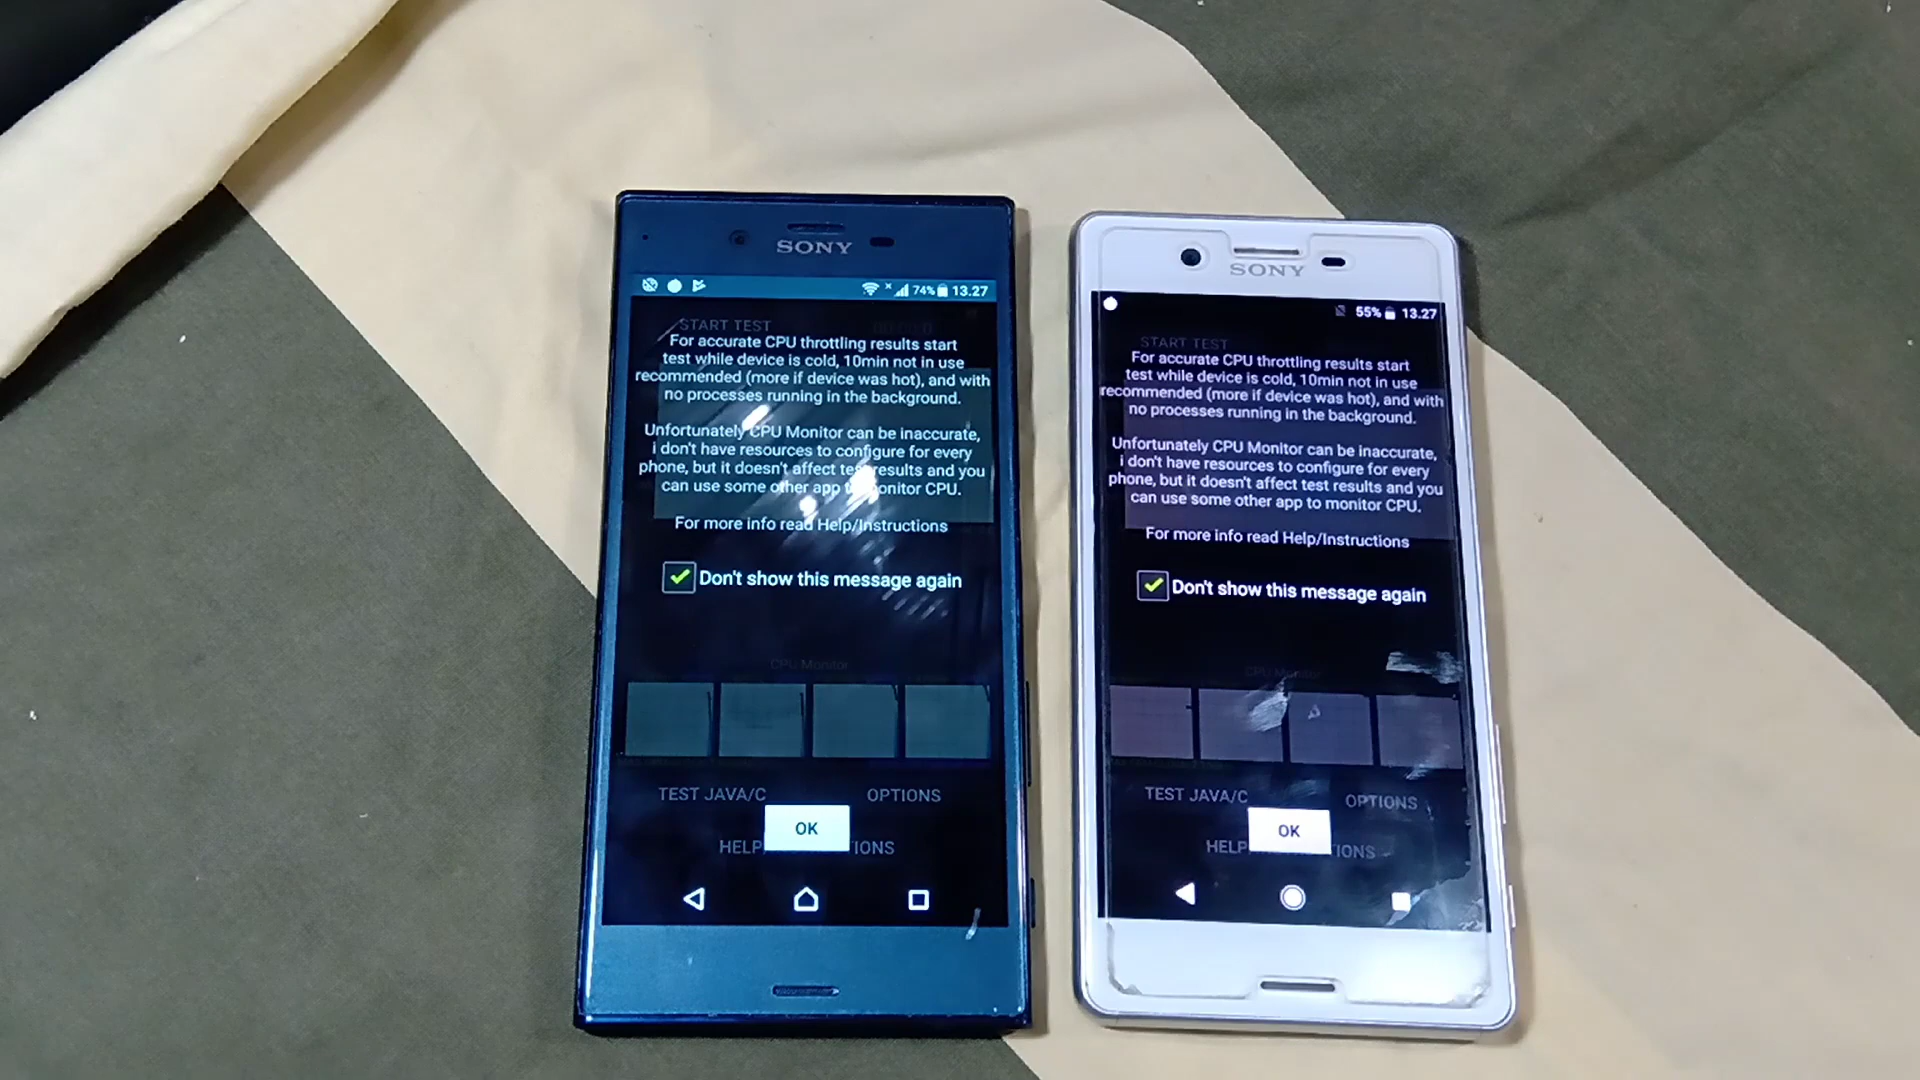 SONY
74% 13.27
START TEST
For accurate CPU throttling results start
test while device is cold, 10min not in use
recommended (more if device was hot), and with
no processes running in the background.
Unfortunately CPU Monitor can be inaccurate,
i don't have resources to configure for every
phone, but it doesn't affect test results and you
can use some other app to monitor CPU.
For more info read Help/Instructions
Don't show this message again
CPU Monitor
TEST JAVA/C
OPTIONS
OK
HELP IONS
SONY
55% 13.27
START TEST
For accurate CPU throttling results start
test while device is cold, 10min not in use
recommended (more if device was hot), and with
no processes running in the background.
Unfortunately CPU Monitor can be inaccurate,
i don't have resources to configure for every
phone, but it doesn't affect test results and you
can use some other app to monitor CPU.
For more info read Help/Instructions
Don't show this message again
CPU Monitor
TEST JAVA/C
OPTIONS
OK
HELP IONS